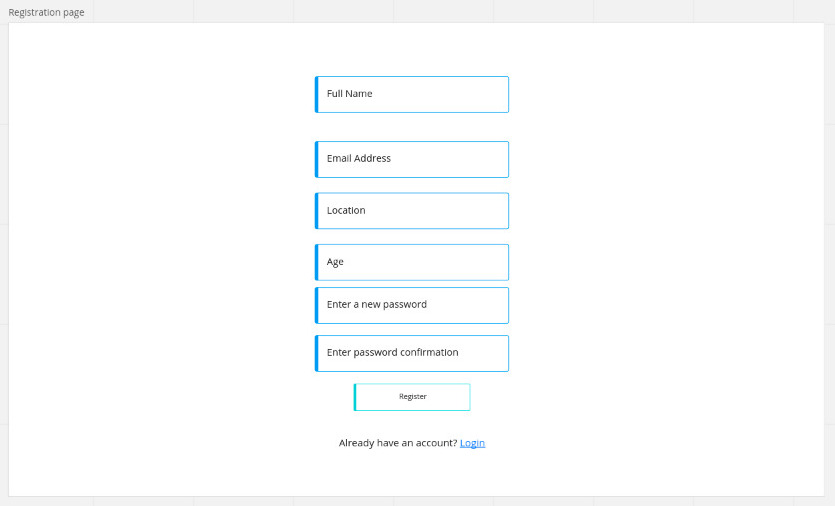 Registration page
Full Name
Email Address
Location
Age
Enter a new password
Enter password confirmation
Register
Already have an account? Login